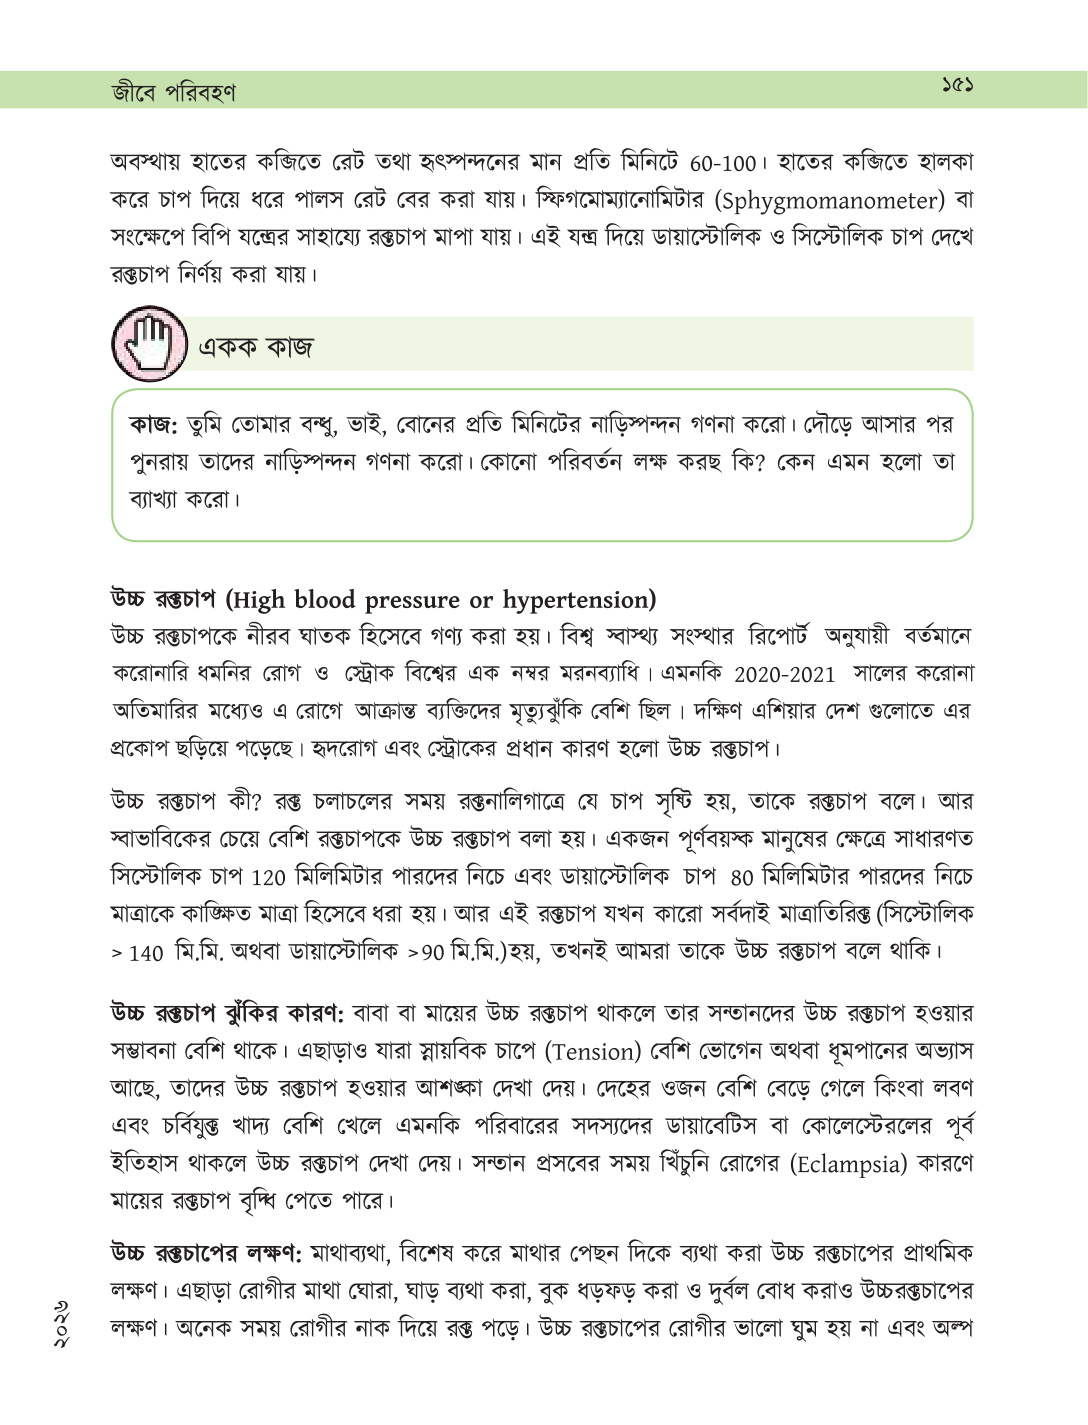 জীবে পরিবহণ
১৫১
অবস্থায় হাতের কব্জিতে রেট তথা হৃৎস্পন্দনের মান প্রতি মিনিটে 60-100। হাতের কব্জিতে হালকা
করে চাপ দিয়ে ধরে পালস রেট বের করা যায়। স্ফিগমোম্যানোমিটার (Sphygmomanometer) বা
সংক্ষেপে বিপি যন্ত্রের সাহায্যে রক্তচাপ মাপা যায়। এই যন্ত্র দিয়ে ডায়াস্টোলিক ও সিস্টোলিক চাপ দেখে
রক্তচাপ নির্ণয় করা যায়।
একক কাজ
কাজ: তুমি তোমার বন্ধু, ভাই, বোনের প্রতি মিনিটের নাড়িস্পন্দন গণনা করো। দৌড়ে আসার পর
পুনরায় তাদের নাড়িস্পন্দন গণনা করো। কোনো পরিবর্তন লক্ষ করছ কি? কেন এমন হলো তা
ব্যাখ্যা করো।
উচ্চ রক্তচাপ (High blood pressure or hypertension)
উচ্চ রক্তচাপকে নীরব ঘাতক হিসেবে গণ্য করা হয়। বিশ্ব স্বাস্থ্য সংস্থার রিপোর্ট অনুযায়ী বর্তমানে
করোনারি ধমনির রোগ ও স্ট্রোক বিশ্বের এক নম্বর মরনব্যাধি। এমনকি 2020-2021 সালের করোনা
অতিমারির মধ্যেও এ রোগে আক্রান্ত ব্যক্তিদের মৃত্যুঝুঁকি বেশি ছিল। দক্ষিণ এশিয়ার দেশ গুলোতে এর
প্রকোপ ছড়িয়ে পড়েছে। হৃদরোগ এবং স্ট্রোকের প্রধান কারণ হলো উচ্চ রক্তচাপ।
উচ্চ রক্তচাপ কী? রক্ত চলাচলের সময় রক্তনালিগাত্রে যে চাপ সৃষ্টি হয়, তাকে রক্তচাপ বলে। আর
স্বাভাবিকের চেয়ে বেশি রক্তচাপকে উচ্চ রক্তচাপ বলা হয়। একজন পূর্ণবয়স্ক মানুষের ক্ষেত্রে সাধারণত
সিস্টোলিক চাপ 120 মিলিমিটার পারদের নিচে এবং ডায়াস্টোলিক চাপ 80 মিলিমিটার পারদের নিচে
মাত্রাকে কাঙ্ক্ষিত মাত্রা হিসেবে ধরা হয়। আর এই রক্তচাপ যখন কারো সর্বদাই মাত্রাতিরিক্ত (সিস্টোলিক
> 140 মি.মি. অথবা ডায়াস্টোলিক >90 মি.মি.)হয়, তখনই আমরা তাকে উচ্চ রক্তচাপ বলে থাকি।
উচ্চ রক্তচাপ ঝুঁকির কারণ: বাবা বা মায়ের উচ্চ রক্তচাপ থাকলে তার সন্তানদের উচ্চ রক্তচাপ হওয়ার
সম্ভাবনা বেশি থাকে। এছাড়াও যারা স্নায়বিক চাপে (Tension) বেশি ভোগেন অথবা ধূমপানের অভ্যাস
আছে, তাদের উচ্চ রক্তচাপ হওয়ার আশঙ্কা দেখা দেয়। দেহের ওজন বেশি বেড়ে গেলে কিংবা লবণ
এবং চর্বিযুক্ত খাদ্য বেশি খেলে এমনকি পরিবারের সদস্যদের ডায়াবেটিস বা কোলেস্টেরলের পূর্ব
ইতিহাস থাকলে উচ্চ রক্তচাপ দেখা দেয়। সন্তান প্রসবের সময় খিঁচুনি রোগের (Eclampsia) কারণে
মায়ের রক্তচাপ বৃদ্ধি পেতে পারে।
উচ্চ রক্তচাপের লক্ষণ: মাথাব্যথা, বিশেষ করে মাথার পেছন দিকে ব্যথা করা উচ্চ রক্তচাপের প্রাথমিক
লক্ষণ। এছাড়া রোগীর মাথা ঘোরা, ঘাড় ব্যথা করা, বুক ধড়ফড় করা ও দুর্বল বোধ করাও উচ্চরক্তচাপের
লক্ষণ। অনেক সময় রোগীর নাক দিয়ে রক্ত পড়ে। উচ্চ রক্তচাপের রোগীর ভালো ঘুম হয় না এবং অল্প
২০২৬